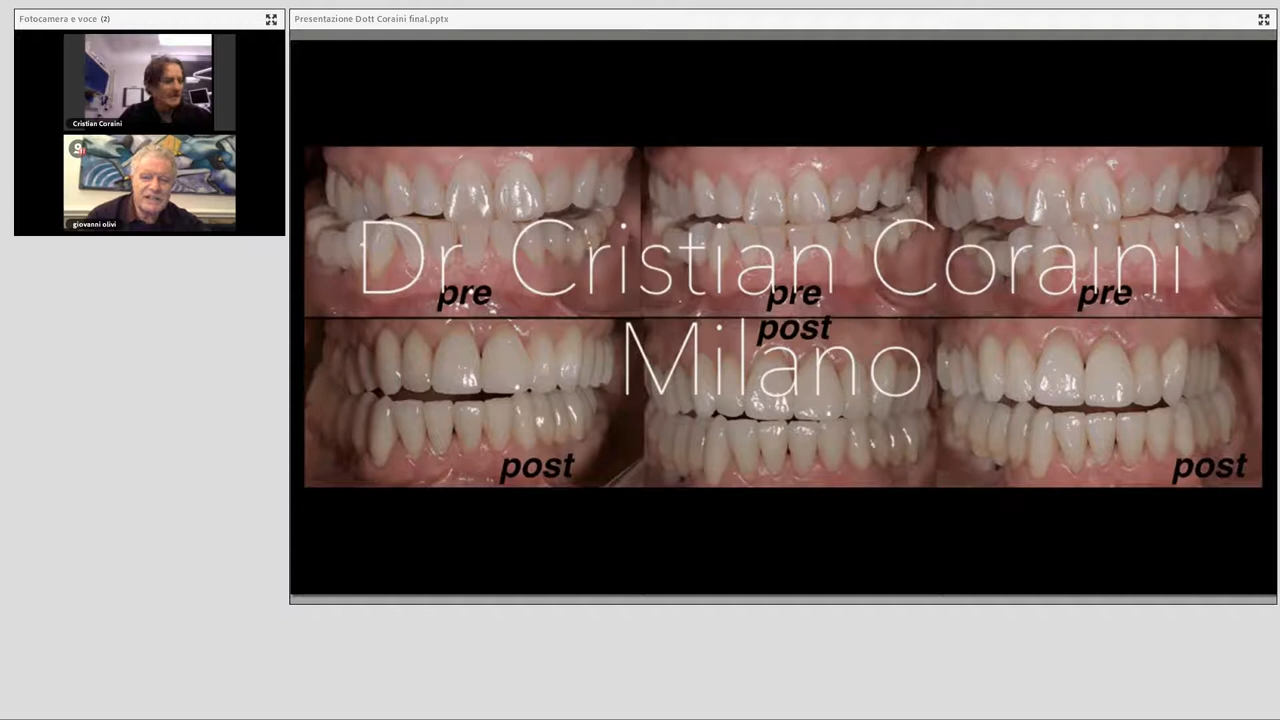 Fotocamera e voce (2)
Cristian Coraini
giovanni olivi
Presentazione Dott Coraini final.pptx
Dr Cristian Coraini
pre pre pre
post
Milano
post post